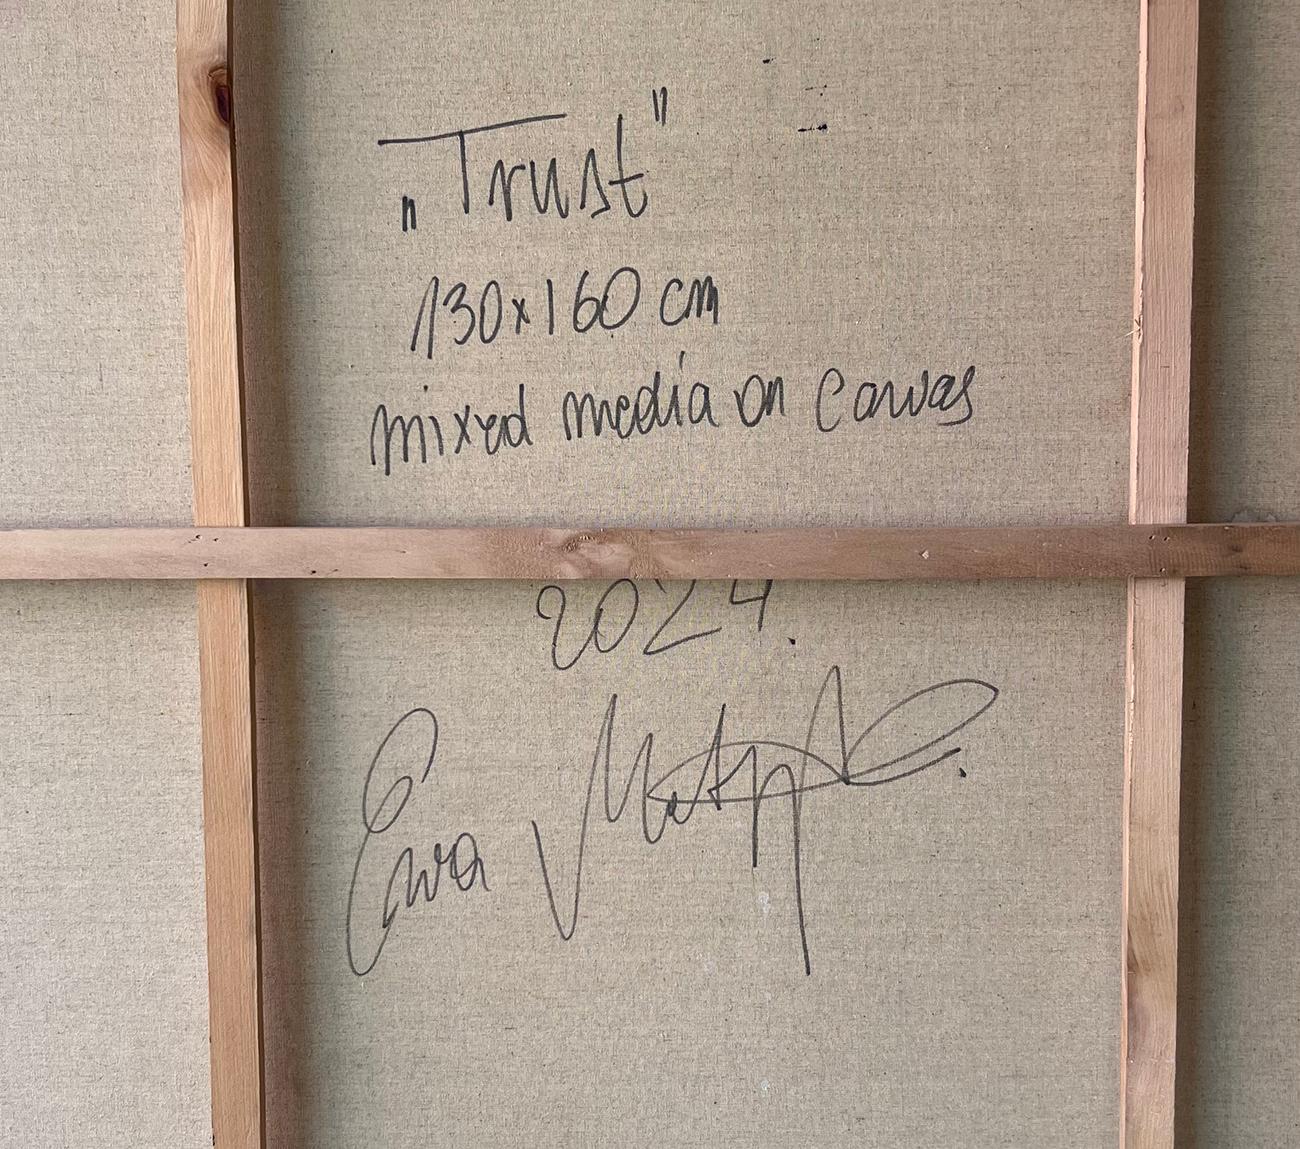 „Trust"
130x160 cm
mixed media on canvas
2024.
Ewa